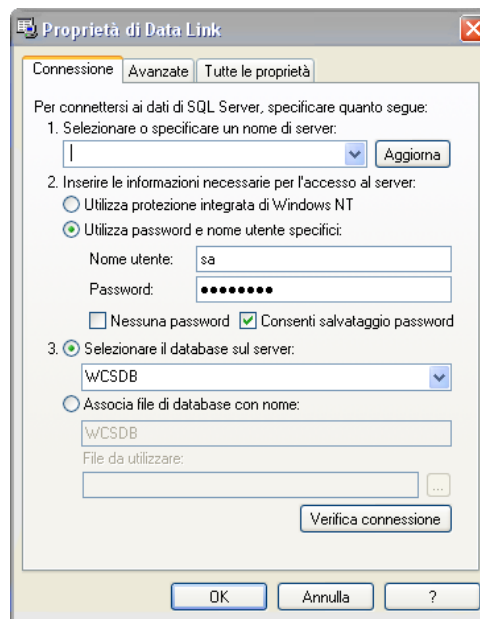 Proprietà di Data Link
Connessione Avanzate Tutte le proprietà
Per connettersi ai dati di SQL Server, specificare quanto segue:
1. Selezionare o specificare un nome di server:
Aggiorna
2. Inserire le informazioni necessarie per l'accesso al server:
Utilizza protezione integrata di Windows NT
Utilizza password e nome utente specifici:
Nome utente: sa
Password: ●●●●●●●●
Nessuna password Consenti salvataggio password
3. Selezionare il database sul server:
WCSDB
Associa file di database con nome:
WCSDB
File da utilizzare:
...
Verifica connessione
OK Annulla ?